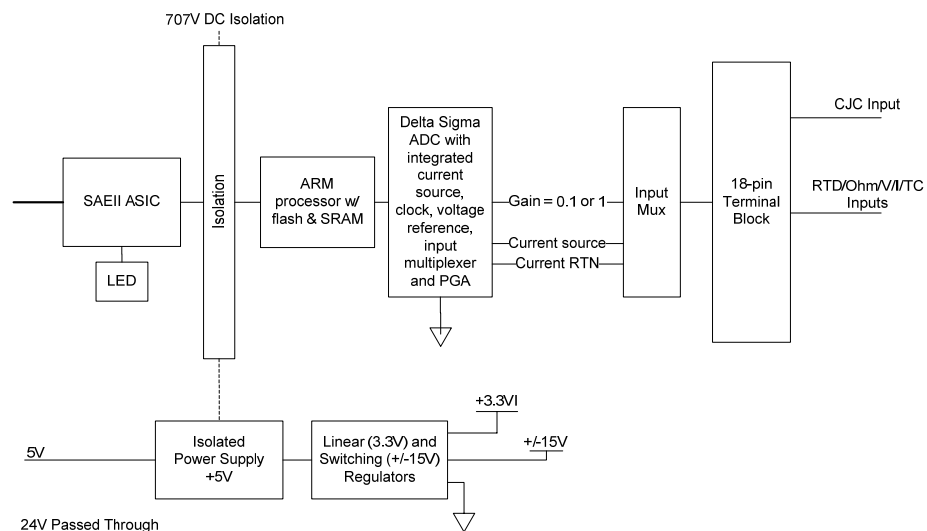 707V DC Isolation
SAEII ASIC
LED
Isolation
ARM
processor w/
flash & SRAM
Delta Sigma
ADC with
integrated
current
source,
clock, voltage
reference,
input
multiplexer
and PGA
Gain = 0.1 or 1
Current source
Current RTN
Input
Mux
18-pin
Terminal
Block
CJC Input
RTD/Ohm/V/I/TC
Inputs
5V
Isolated
Power Supply
+5V
Linear (3.3V) and
Switching (+/-15V)
Regulators
+3.3VI
+/-15V
24V Passed Through